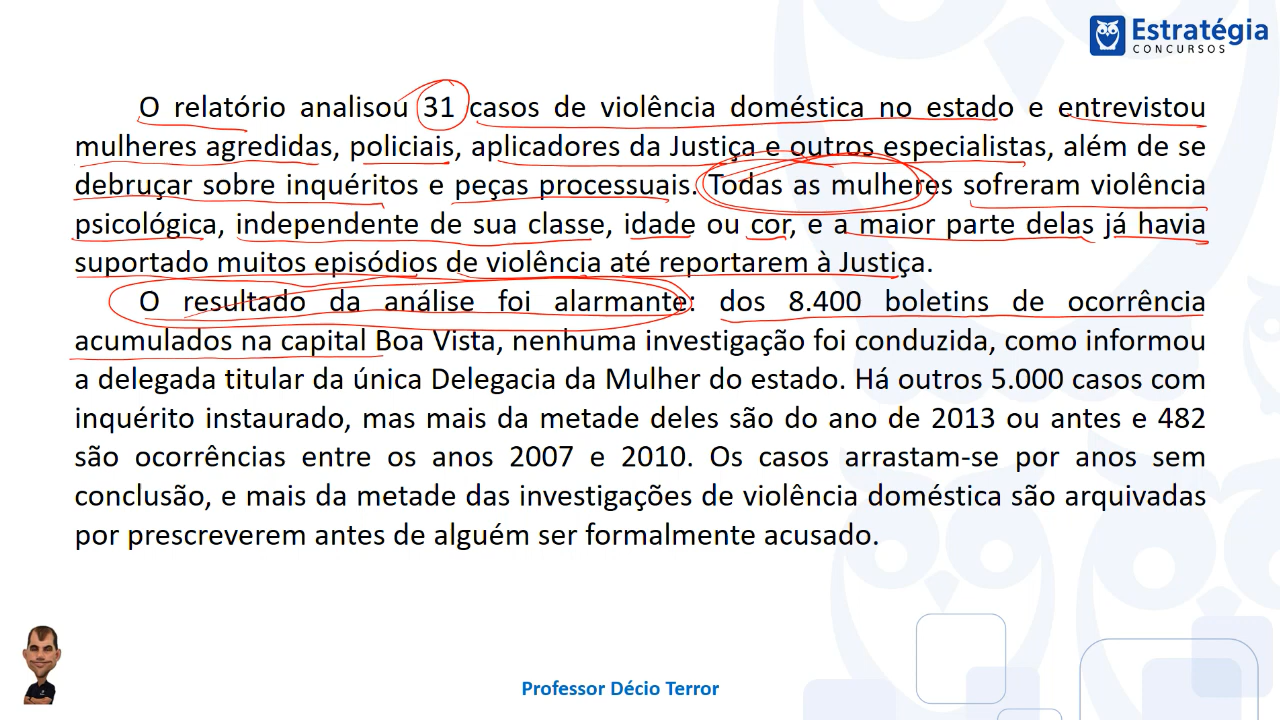 Estratégia
CONCURSOS
O relatório analisou 31 casos de violência doméstica no estado e entrevistou
mulheres agredidas, policiais, aplicadores da Justiça e outros especialistas, além de se
debruçar sobre inquéritos e peças processuais. Todas as mulheres sofreram violência
psicológica, independente de sua classe, idade ou cor, e a maior parte delas já havia
suportado muitos episódios de violência até reportarem à Justiça.
O resultado da análise foi alarmante: dos 8.400 boletins de ocorrência
acumulados na capital Boa Vista, nenhuma investigação foi conduzida, como informou
a delegada titular da única Delegacia da Mulher do estado. Há outros 5.000 casos com
inquérito instaurado, mas mais da metade deles são do ano de 2013 ou antes e 482
são ocorrências entre os anos 2007 e 2010. Os casos arrastam-se por anos sem
conclusão, e mais da metade das investigações de violência doméstica são arquivadas
por prescreverem antes de alguém ser formalmente acusado.
Professor Décio Terror